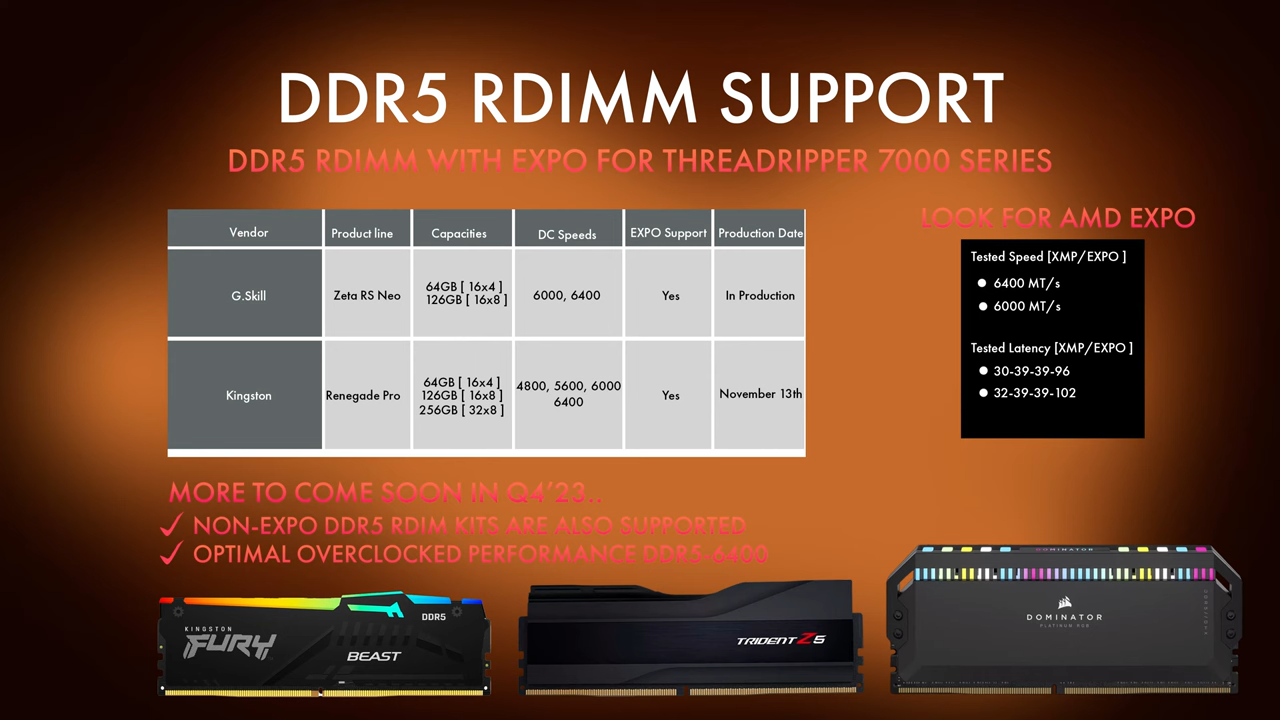 DDR5 RDIMM SUPPORT
DDR5 RDIMM WITH EXPO FOR THREADRIPPER 7000 SERIES
Vendor Product line Capacities DC Speeds EXPO Support Production Date
G.Skill Zeta RS Neo 64GB [ 16x4 ] 6000, 6400 Yes In Production
126GB [ 16x8 ]
Kingston Renegade Pro 64GB [ 16x4 ] 4800, 5600, 6000 Yes November 13th
126GB [ 16x8 ] 6400
256GB [ 32x8 ]
LOOK FOR AMD EXPO
Tested Speed [XMP/EXPO ]
● 6400 MT/s
● 6000 MT/s
Tested Latency [XMP/EXPO ]
● 30-39-39-96
● 32-39-39-102
MORE TO COME SOON IN Q4'23..
✓ NON-EXPO DDR5 RDIM KITS ARE ALSO SUPPORTED
✓ OPTIMAL OVERCLOCKED PERFORMANCE DDR5-6400
KINGSTON
FURY
BEAST
DDR5
TRIDENT Z5
DOMINATOR
DOMINATOR
PLATINUM RGB